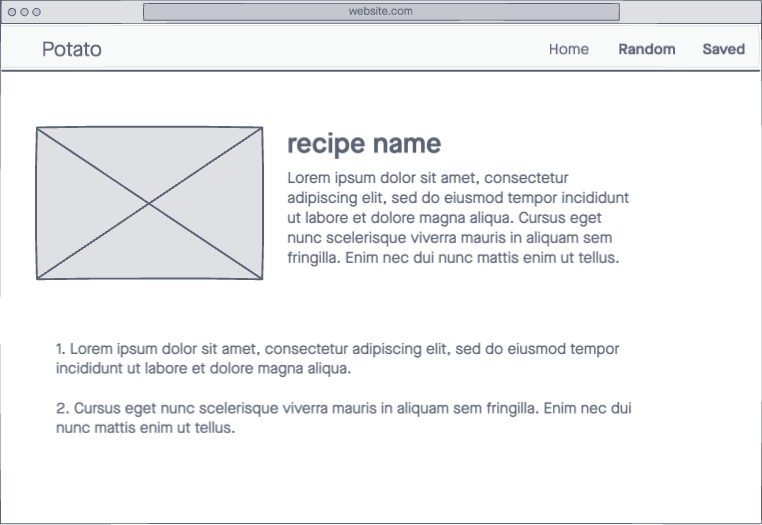 website.com
Potato
Home Random Saved
recipe name
Lorem ipsum dolor sit amet, consectetur
adipiscing elit, sed do eiusmod tempor incididunt
ut labore et dolore magna aliqua. Cursus eget
nunc scelerisque viverra mauris in aliquam sem
fringilla. Enim nec dui nunc mattis enim ut tellus.
1. Lorem ipsum dolor sit amet, consectetur adipiscing elit, sed do eiusmod tempor
incididunt ut labore et dolore magna aliqua.
2. Cursus eget nunc scelerisque viverra mauris in aliquam sem fringilla. Enim nec dui
nunc mattis enim ut tellus.